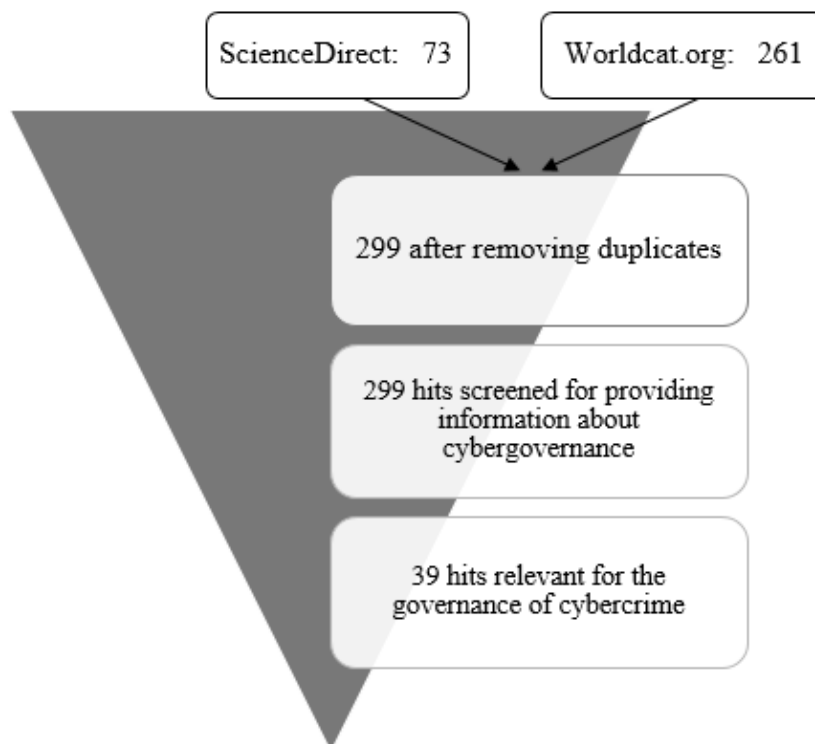 ScienceDirect: 73
Worldcat.org: 261
299 after removing duplicates
299 hits screened for providing
information about
cybergovernance
39 hits relevant for the
governance of cybercrime